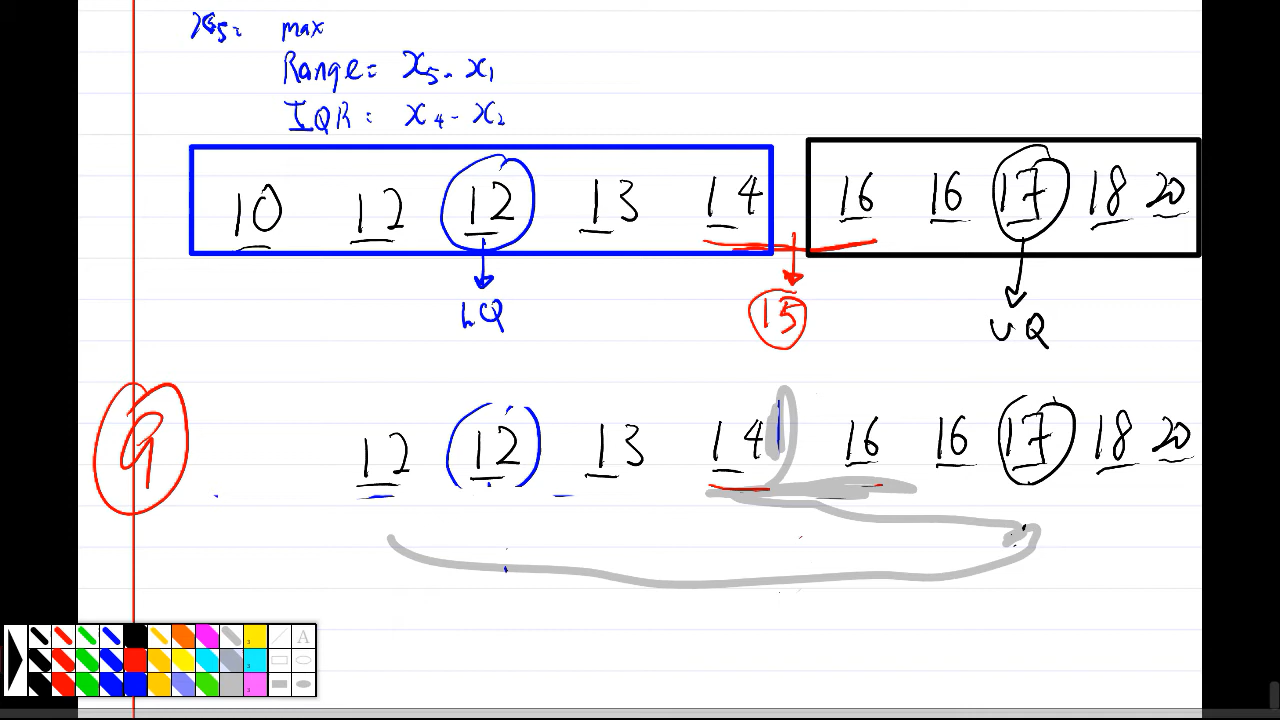 x5= max
Range= x5 - x1
IQR = x4 - x2
10 12 12 13 14 16 16 17 18 20
LQ 15 UQ
9 12 12 13 14 16 16 17 18 20
A